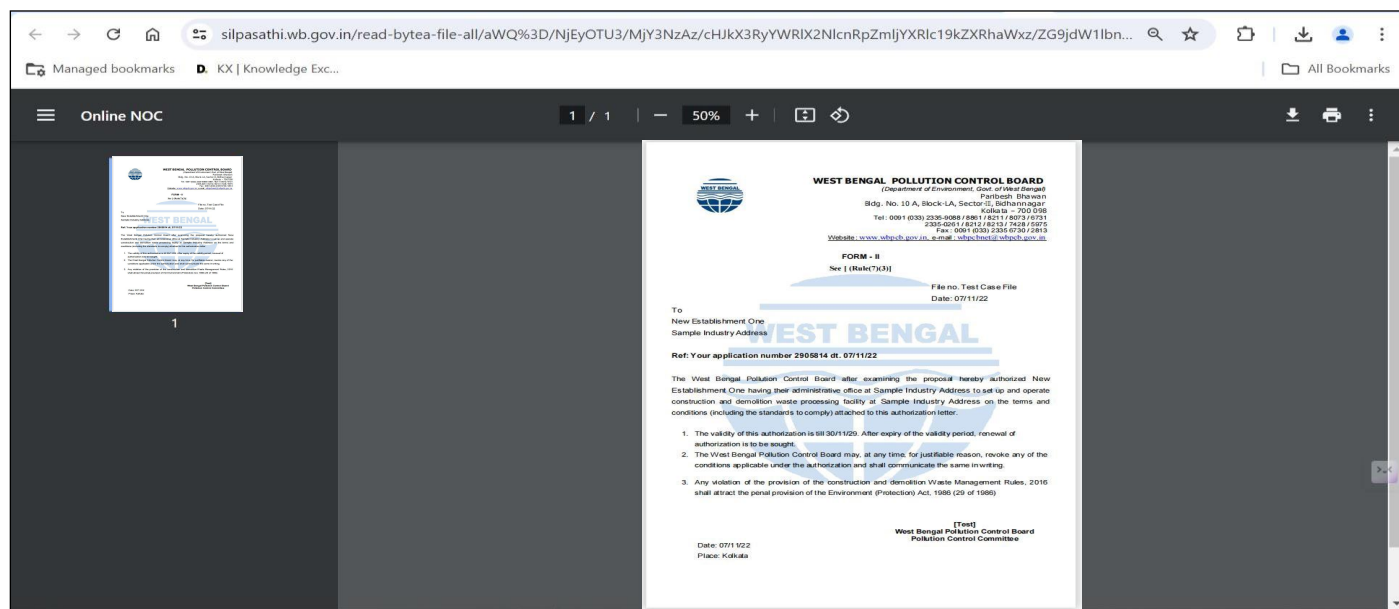 silpasathi.wb.gov.in/read-bytea-file-all/aWQ%3D/NjEyOTU3/MjY3NzAz/cHJkX3RyYWRlX2NlcnRpZmljYXRlc19kZXRhaWxz/ZG9jdW1lbn...
Managed bookmarks
D. KX | Knowledge Exc...
All Bookmarks
Online NOC
1 / 1
50%
1
WEST BENGAL
WEST BENGAL POLLUTION CONTROL BOARD
(Department of Environment, Govt. of West Bengal)
Paribesh Bhawan
Bldg. No. 10 A, Block-LA, Sector-III, Bidhannagar
Kolkata – 700 098
Tel : 0091 (033) 2335-9088 / 8861 / 8211 / 8073 / 6731
2335-0261 / 8212 / 8213 / 7428 / 5975
Fax : 0091 (033) 2335 6730 / 2813
Website : www.wbpcb.gov.in, e-mail : wbpcbnet@wbpcb.gov.in
FORM - II
See [ (Rule(7)(3)]
File no. Test Case File
Date: 07/11/22
To
New Establishment One
Sample Industry Address
WEST BENGAL
Ref: Your application number 2905814 dt. 07/11/22
The West Bengal Pollution Control Board after examining the proposal hereby authorized New
Establishment One having their administrative office at Sample Industry Address to set up and operate
construction and demolition waste processing facility at Sample Industry Address on the terms and
conditions (including the standards to comply) attached to this authorization letter.
1. The validity of this authorization is till 30/11/29. After expiry of the validity period, renewal of
authorization is to be sought.
2. The West Bengal Pollution Control Board may, at any time, for justifiable reason, revoke any of the
conditions applicable under the authorization and shall communicate the same in writing.
3. Any violation of the provision of the construction and demolition Waste Management Rules, 2016
shall attract the penal provision of the Environment (Protection) Act, 1986 (29 of 1986)
[Test]
West Bengal Pollution Control Board
Pollution Control Committee
Date: 07/11/22
Place: Kolkata